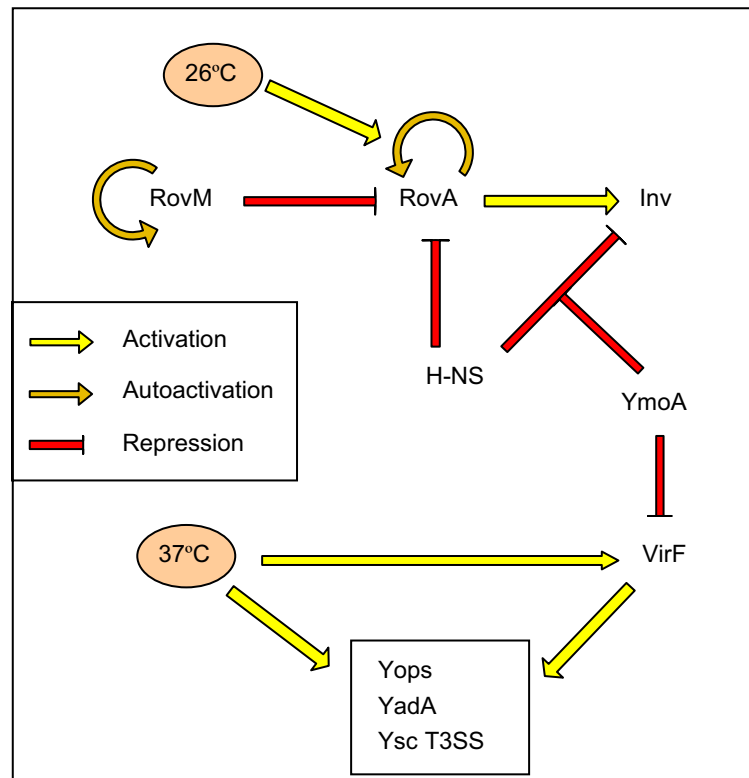 26ºC
RovM
RovA
Inv
Activation
Autoactivation
Repression
H-NS
YmoA
37ºC
VirF
Yops
YadA
Ysc T3SS